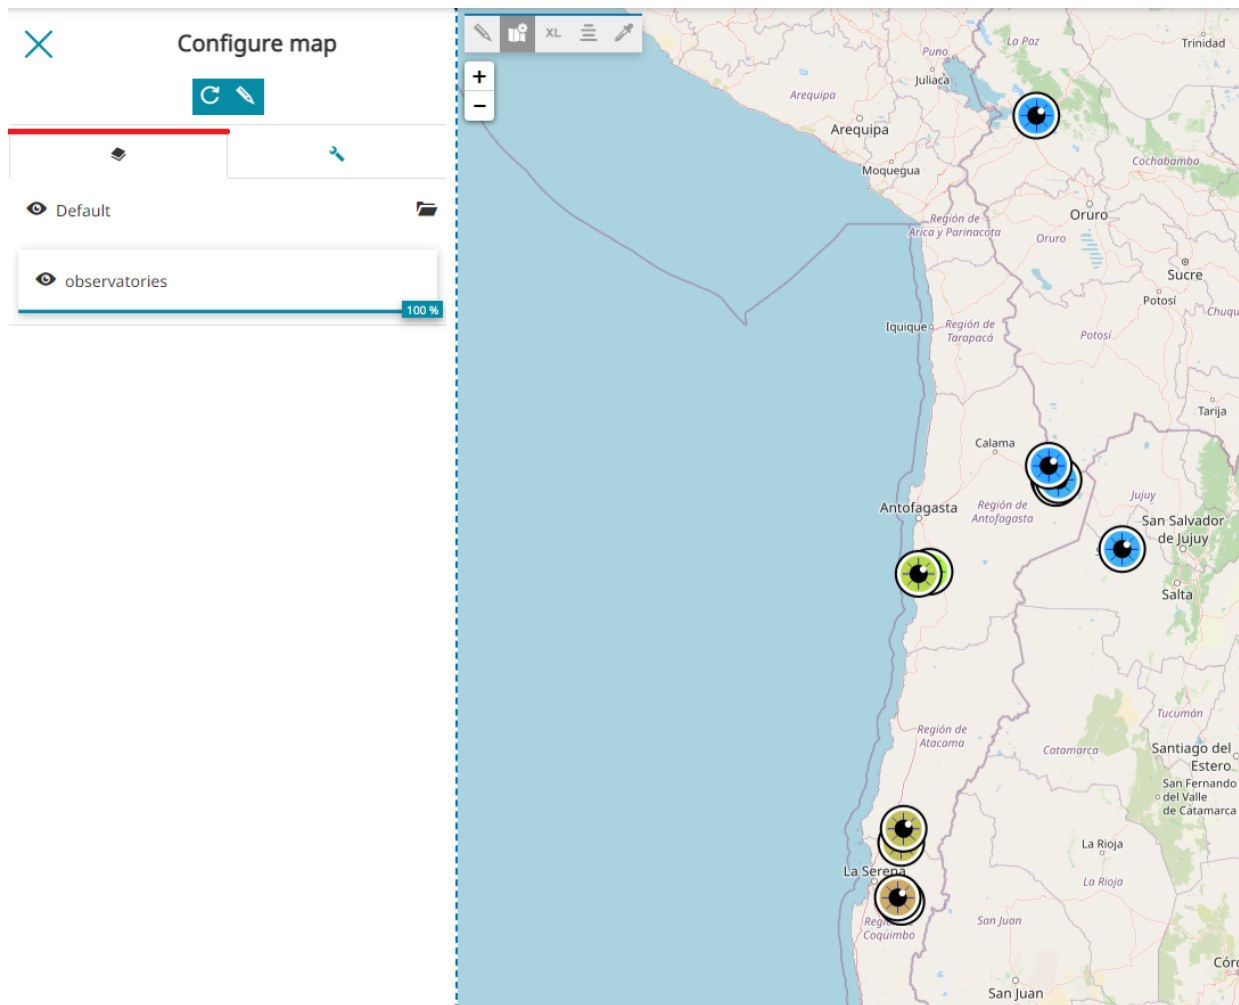 Configure map
Default
observatories
100 %
XL
+
−
Puno
Juliaca
La Paz
Trinidad
Arequipa
Arequipa
Moquegua
Cochabamba
Región de
Arica y Parinacota
Oruro
Oruro
Sucre
Potosí
Chuqu
Iquique
Región de
Tarapacá
Potosí
Tarija
Calama
Antofagasta
Región de
Antofagasta
Jujuy
San Salvador
de Jujuy
Salta
Región de
Atacama
Catamarca
Tucumán
Santiago del
Estero
San Fernando
del Valle
de Catamarca
La Rioja
La Serena
La Rioja
San Juan
Coquimbo
Córc
San Juan